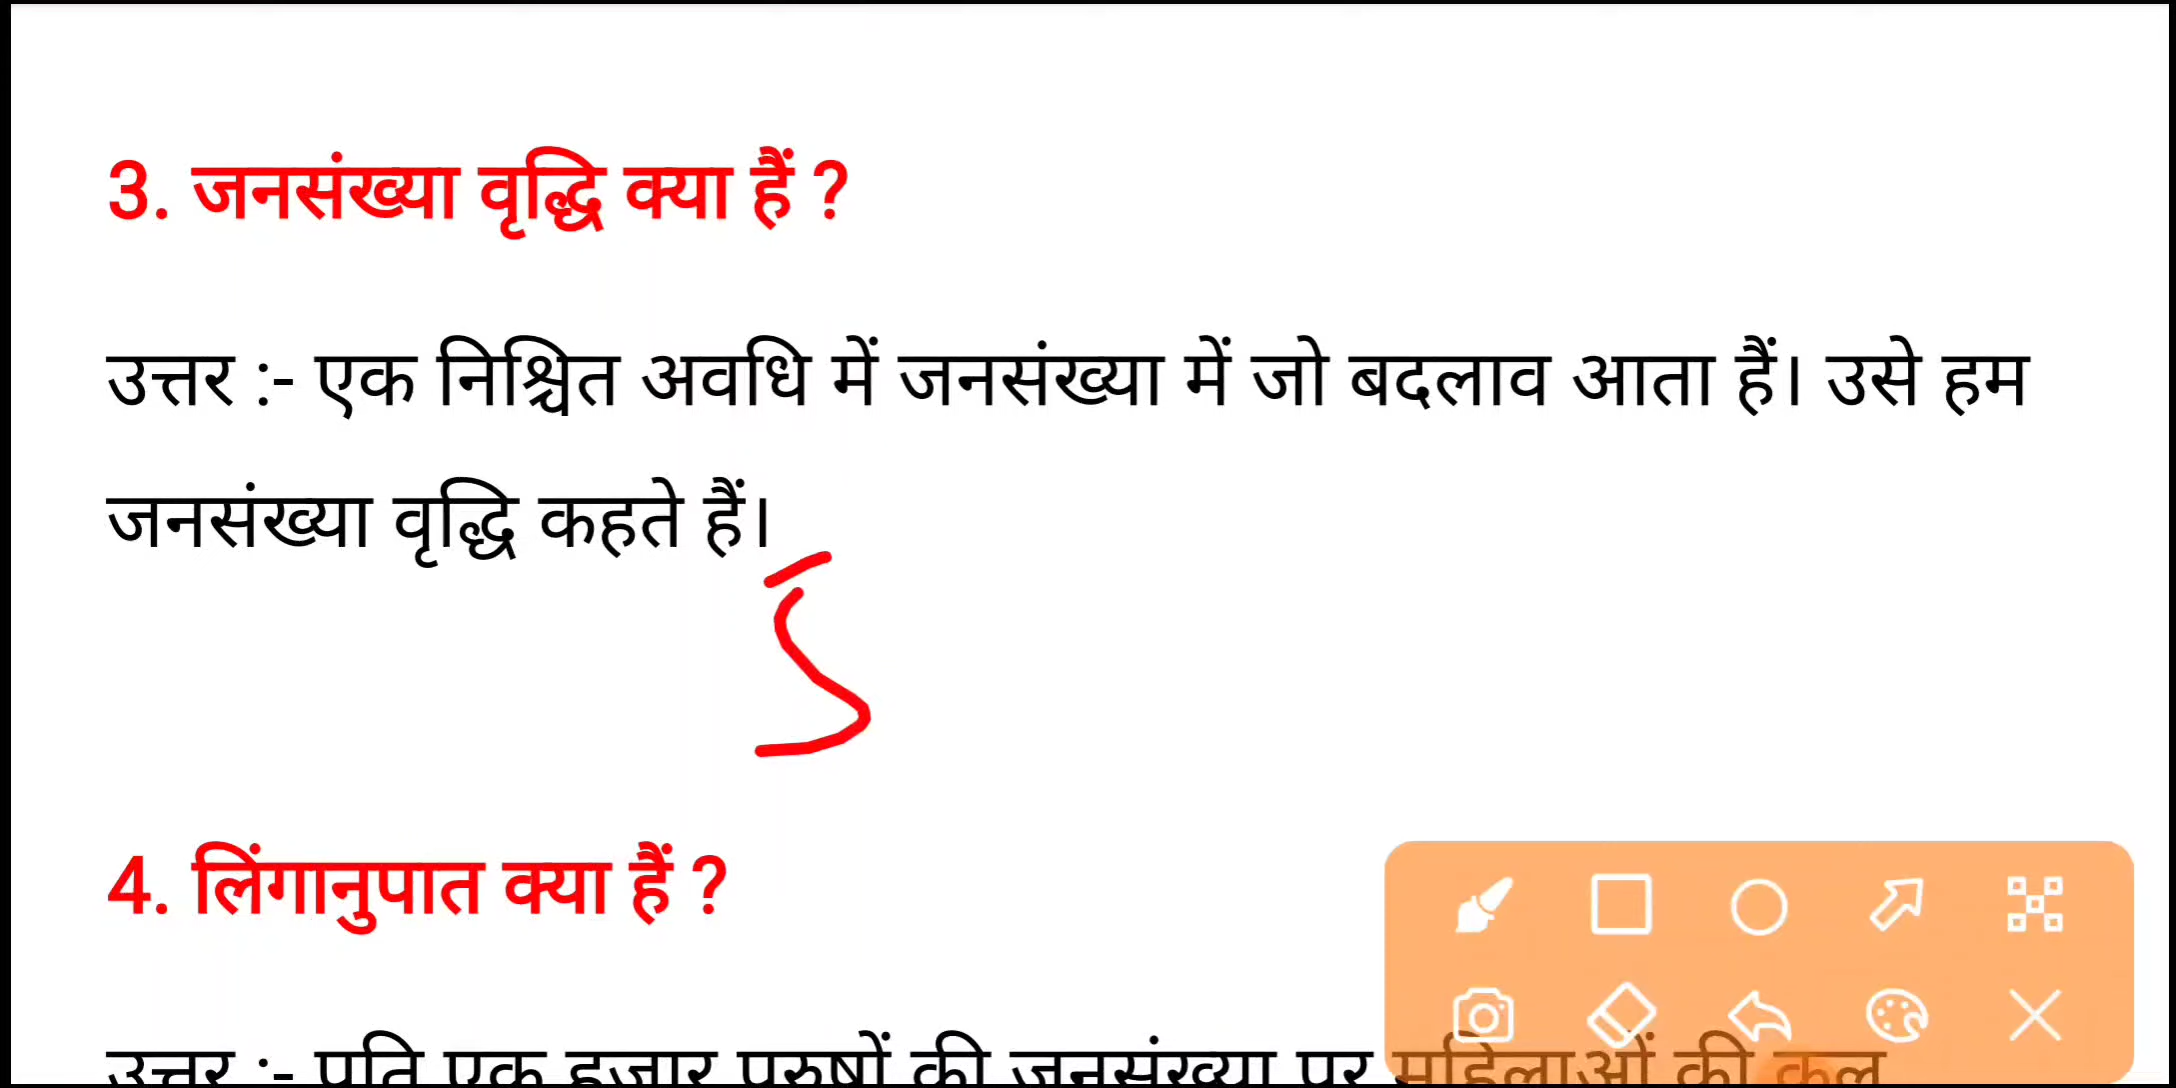 3. जनसंख्या वृद्धि क्या हैं ?
उत्तर :- एक निश्चित अवधि में जनसंख्या में जो बदलाव आता हैं। उसे हम
जनसंख्या वृद्धि कहते हैं।
4. लिंगानुपात क्या हैं ?
उत्तर :- प्रति एक हजार पुरुषों की जनसंख्या पर महिलाओं की कुल